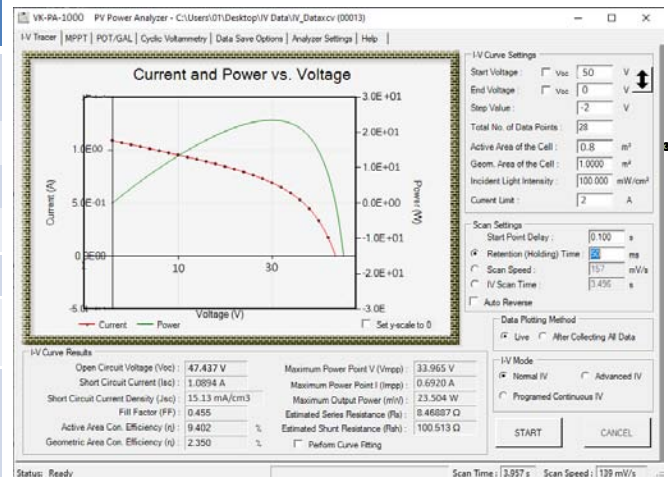 VK-PA-1000 PV Power Analyzer - C:\Users\01\Desktop\IV Data\IV_Dataxcv (00013)
I-V Tracer MPPT POT/GAL Cyclic Voltammetry Data Save Options Analyzer Settings Help
Current and Power vs. Voltage
Current (A)
1.0E+00
5.0E-01
0.0E+00
-5.0
3.0E+01
2.0E+01
1.0E+01
0.0E+00
-1.0E+01
-2.0E+01
-3.0E
Power (W)
10 30
Voltage (V)
Current Power
Set y-scale to 0
I-V Curve Settings
Start Voltage : Voc 50 V
End Voltage : Voc 0 V
Step Value : -2 V
Total No. of Data Points : 28
Active Area of the Cell : 0.8 m²
Geom. Area of the Cell : 1.0000 m²
Incident Light Intensity : 100.000 mW/cm²
Current Limit : 2 A
Scan Settings
Start Point Delay : 0.100 s
Retention (Holding) Time : ms
Scan Speed : 157 mV/s
IV Scan Time : 3.496 s
Auto Reverse
Data Plotting Method
Live After Collecting All Data
I-V Mode
Normal IV Advanced IV
Programed Continuous IV
START CANCEL
I-V Curve Results
Open Circuit Voltage (Voc) : 47.437 V
Short Circuit Current (Isc) : 1.0894 A
Short Circuit Current Density (Jsc) : 15.13 mA/cm3
Fill Factor (FF) : 0.455
Active Area Con. Efficiency (η) : 9.402 %
Geometric Area Con. Efficiency (η) : 2.350 %
Maximum Power Point V (Vmpp) : 33.965 V
Maximum Power Point I (Impp) : 0.6920 A
Maximum Output Power (mW) : 23.504 W
Estimated Series Resistance (Rs) : 8.46887 Ω
Estimated Shunt Resistance (Rsh) : 100.513 Ω
Perform Curve Fitting
Status: Ready
Scan Time : 3.957 s Scan Speed : 139 mV/s